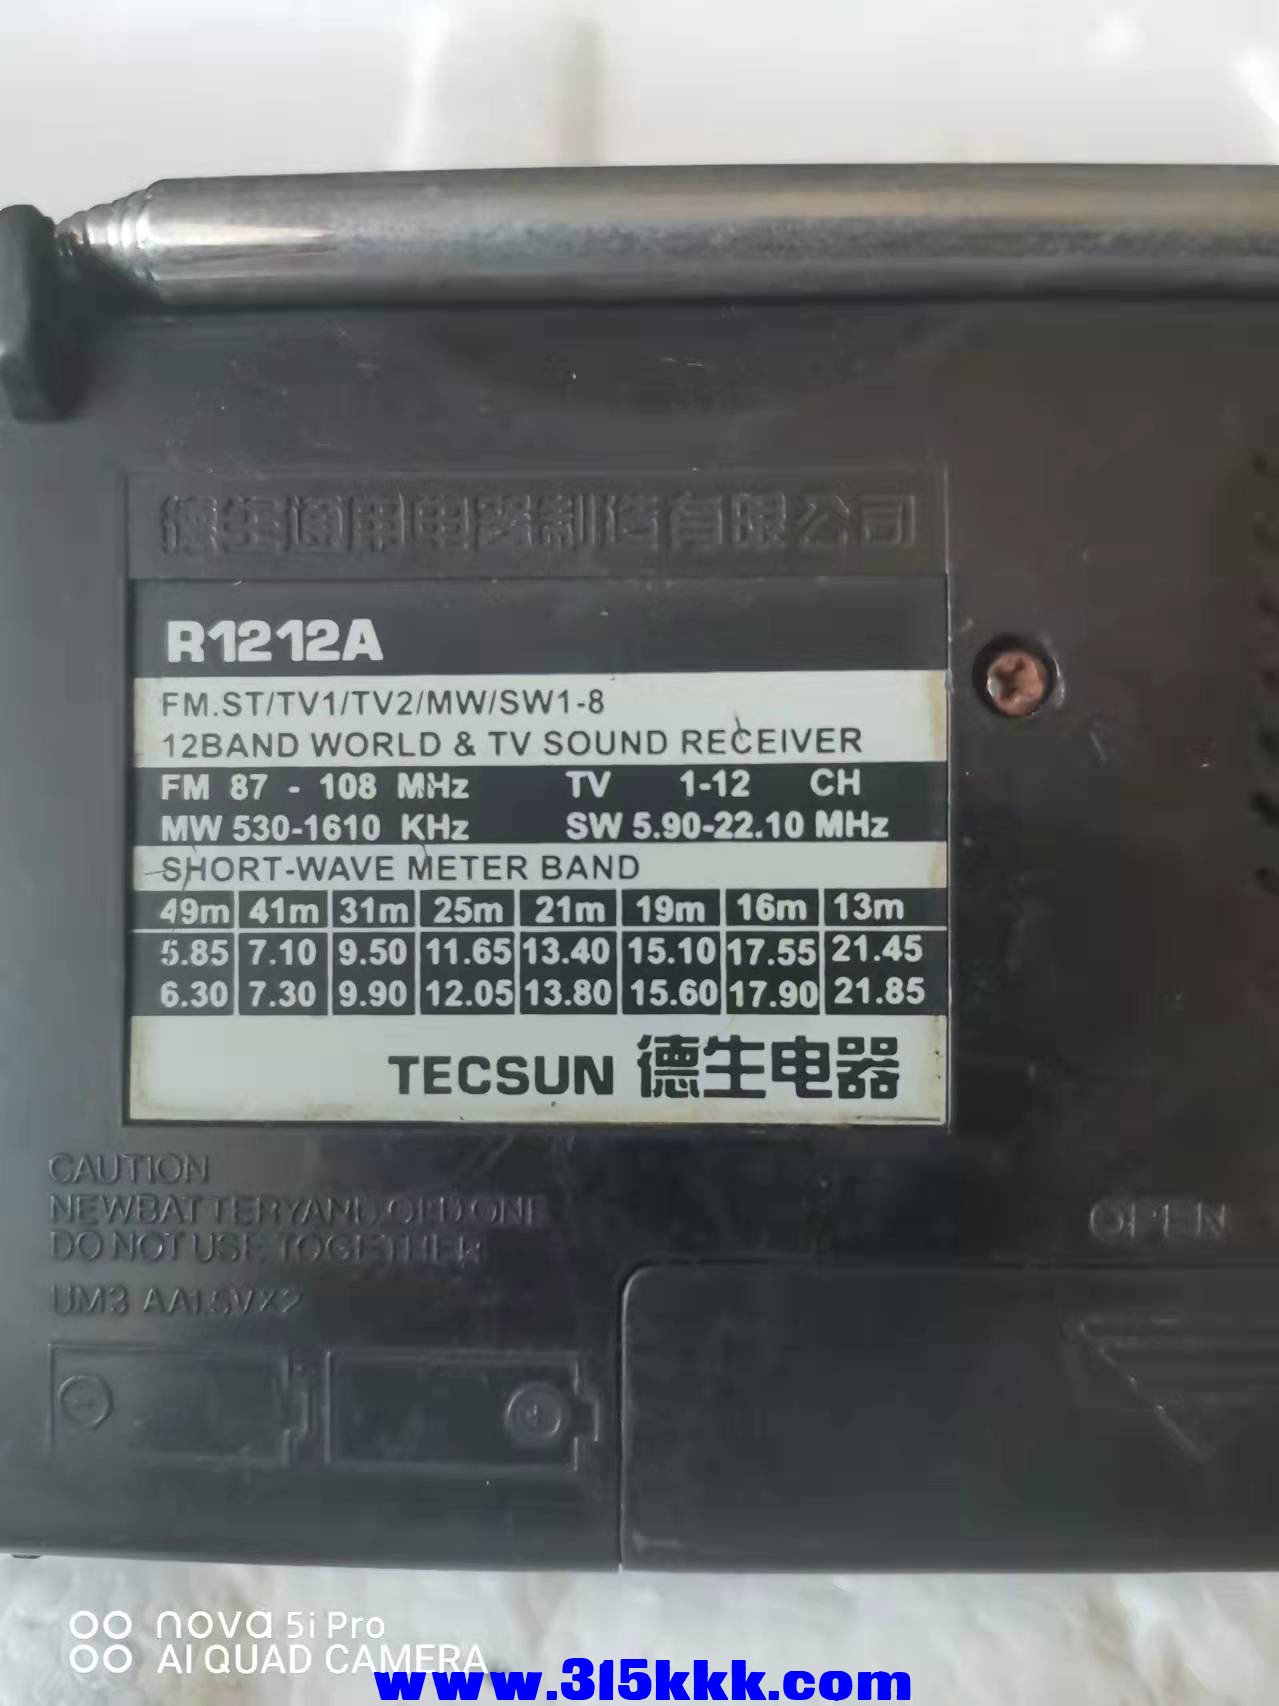 德生通用电器制造有限公司
R1212A
FM.ST/TV1/TV2/MW/SW1-8
12BAND WORLD & TV SOUND RECEIVER
FM 87 - 108 MHz TV 1-12 CH
MW 530-1610 KHz SW 5.90-22.10 MHz
SHORT-WAVE METER BAND
49m 41m 31m 25m 21m 19m 16m 13m
5.85 7.10 9.50 11.65 13.40 15.10 17.55 21.45
6.30 7.30 9.90 12.05 13.80 15.60 17.90 21.85
TECSUN 德生电器
CAUTION
NEWBATTERYAND OLD ONE
DO NOT USE TOGETHER
OPEN
UM3 AA1.5VX2
nova 5i Pro
AI QUAD CAMERA
www.315kkk.com